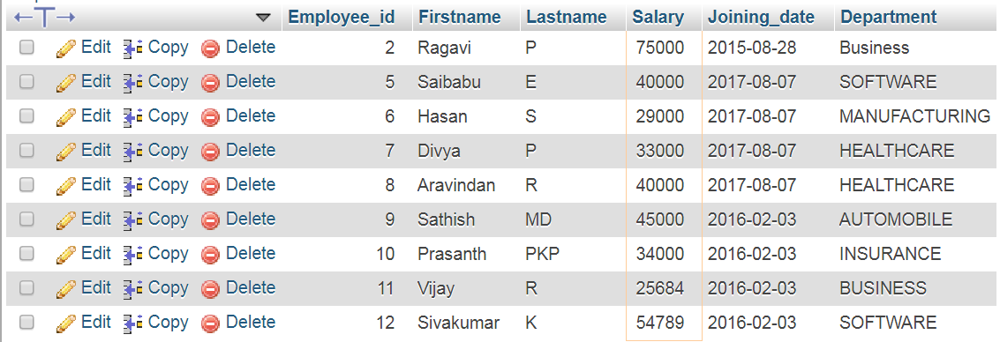 Employee_id Firstname Lastname Salary Joining_date Department
Edit Copy Delete 2 Ragavi P 75000 2015-08-28 Business
Edit Copy Delete 5 Saibabu E 40000 2017-08-07 SOFTWARE
Edit Copy Delete 6 Hasan S 29000 2017-08-07 MANUFACTURING
Edit Copy Delete 7 Divya P 33000 2017-08-07 HEALTHCARE
Edit Copy Delete 8 Aravindan R 40000 2017-08-07 HEALTHCARE
Edit Copy Delete 9 Sathish MD 45000 2016-02-03 AUTOMOBILE
Edit Copy Delete 10 Prasanth PKP 34000 2016-02-03 INSURANCE
Edit Copy Delete 11 Vijay R 25684 2016-02-03 BUSINESS
Edit Copy Delete 12 Sivakumar K 54789 2016-02-03 SOFTWARE